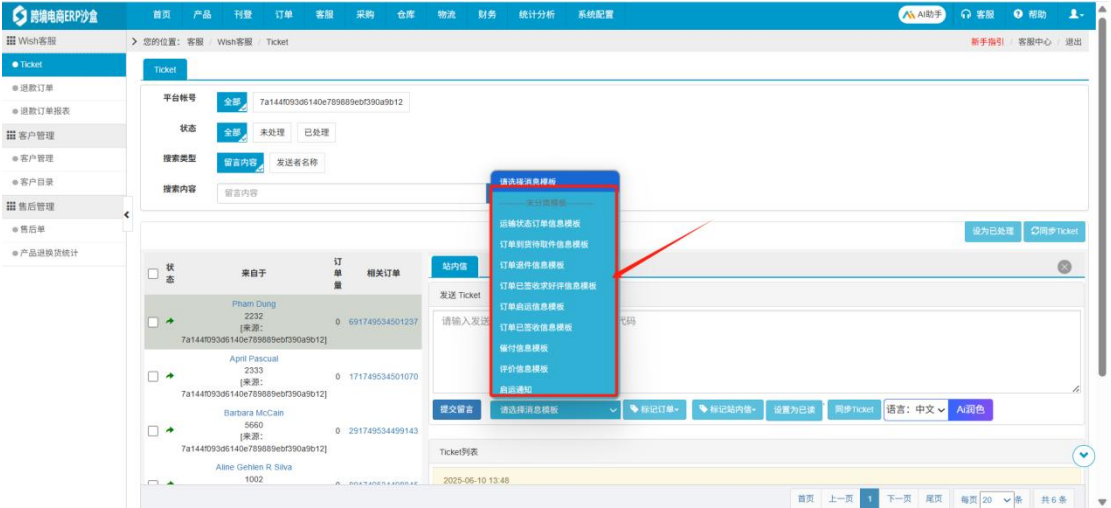 跨境电商ERP沙盒 首页 产品 刊登 订单 客服 采购 仓库 物流 财务 统计分析 系统配置 AI助手 客服 帮助
Wish客服
您的位置: 客服 / Wish客服 / Ticket
新手指引 / 客服中心 / 退出
Ticket
退款订单
退款订单报表
客户管理
客户管理
客户目录
售后管理
售后单
产品退换货统计
Ticket
平台帐号 全部 7a144f093d6140e789889ebf390a9b12
状态 全部 未处理 已处理
搜索类型 留言内容 发送者名称
搜索内容 留言内容
请选择消息模板
---------未分类模板---------
运输状态订单信息模板
订单到货待取件信息模板
订单退件信息模板
订单已签收求好评信息模板
订单启运信息模板
订单已签收信息模板
催付信息模板
评价信息模板
启运通知
设为已处理 同步Ticket
状态 来自于 订单量 相关订单
Pham Dung
2232
[来源:
7a144f093d6140e789889ebf390a9b12]
0 691749534501237
April Pascual
2333
[来源:
7a144f093d6140e789889ebf390a9b12]
0 171749534501070
Barbara McCain
5660
[来源:
7a144f093d6140e789889ebf390a9b12]
0 291749534499143
Aline Gehlen R Silva
1002
站内信
发送 Ticket
请输入发送
代码
提交留言 请选择消息模板 标记订单 标记站内信 设置为已读 同步Ticket 语言: 中文 AI润色
Ticket列表
2025-06-10 13:48
首页 上一页 1 下一页 尾页 每页 20 条 共 6 条